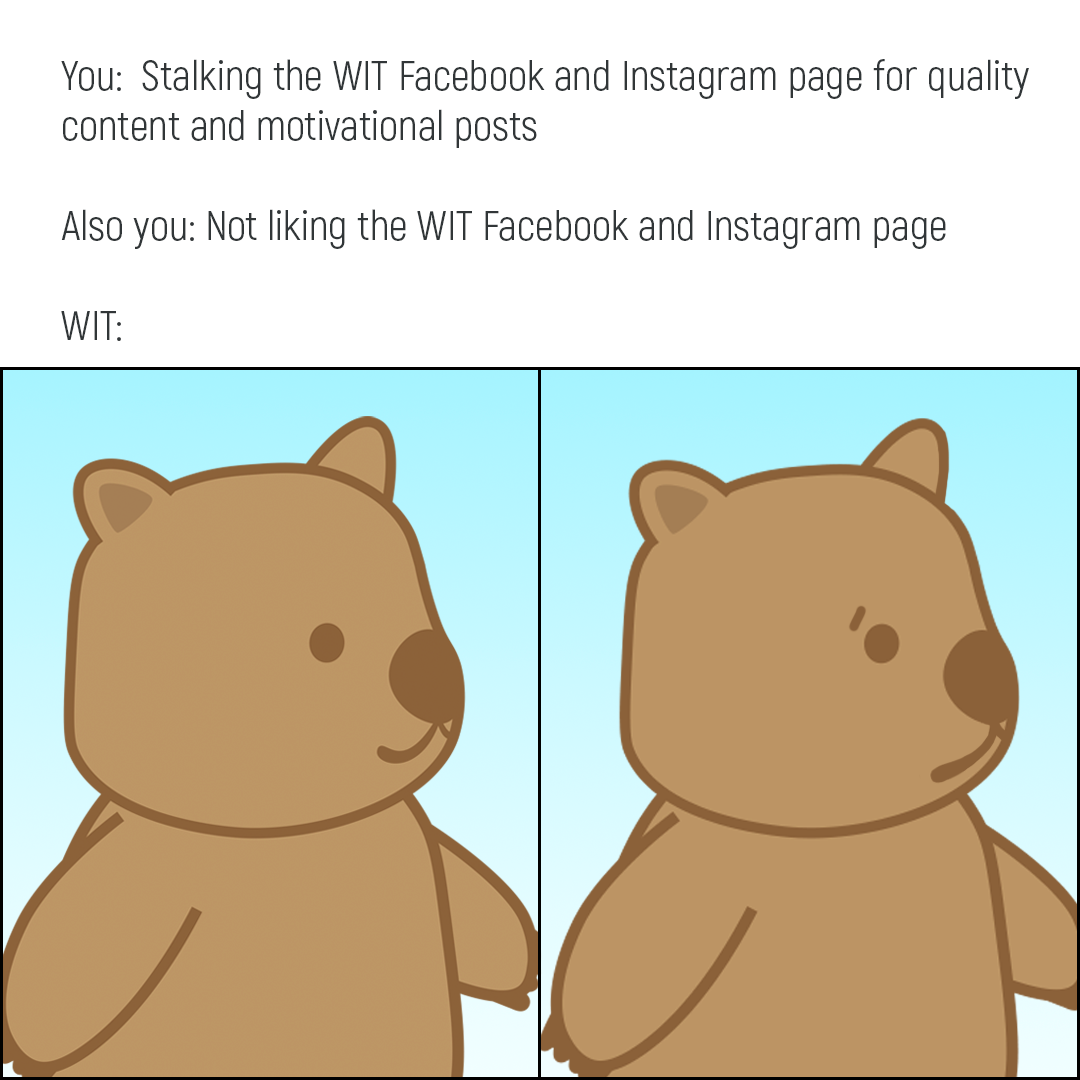 You:  Stalking the WIT Facebook and Instagram page for quality
content and motivational posts
Also you: Not liking the WIT Facebook and Instagram page
WIT: